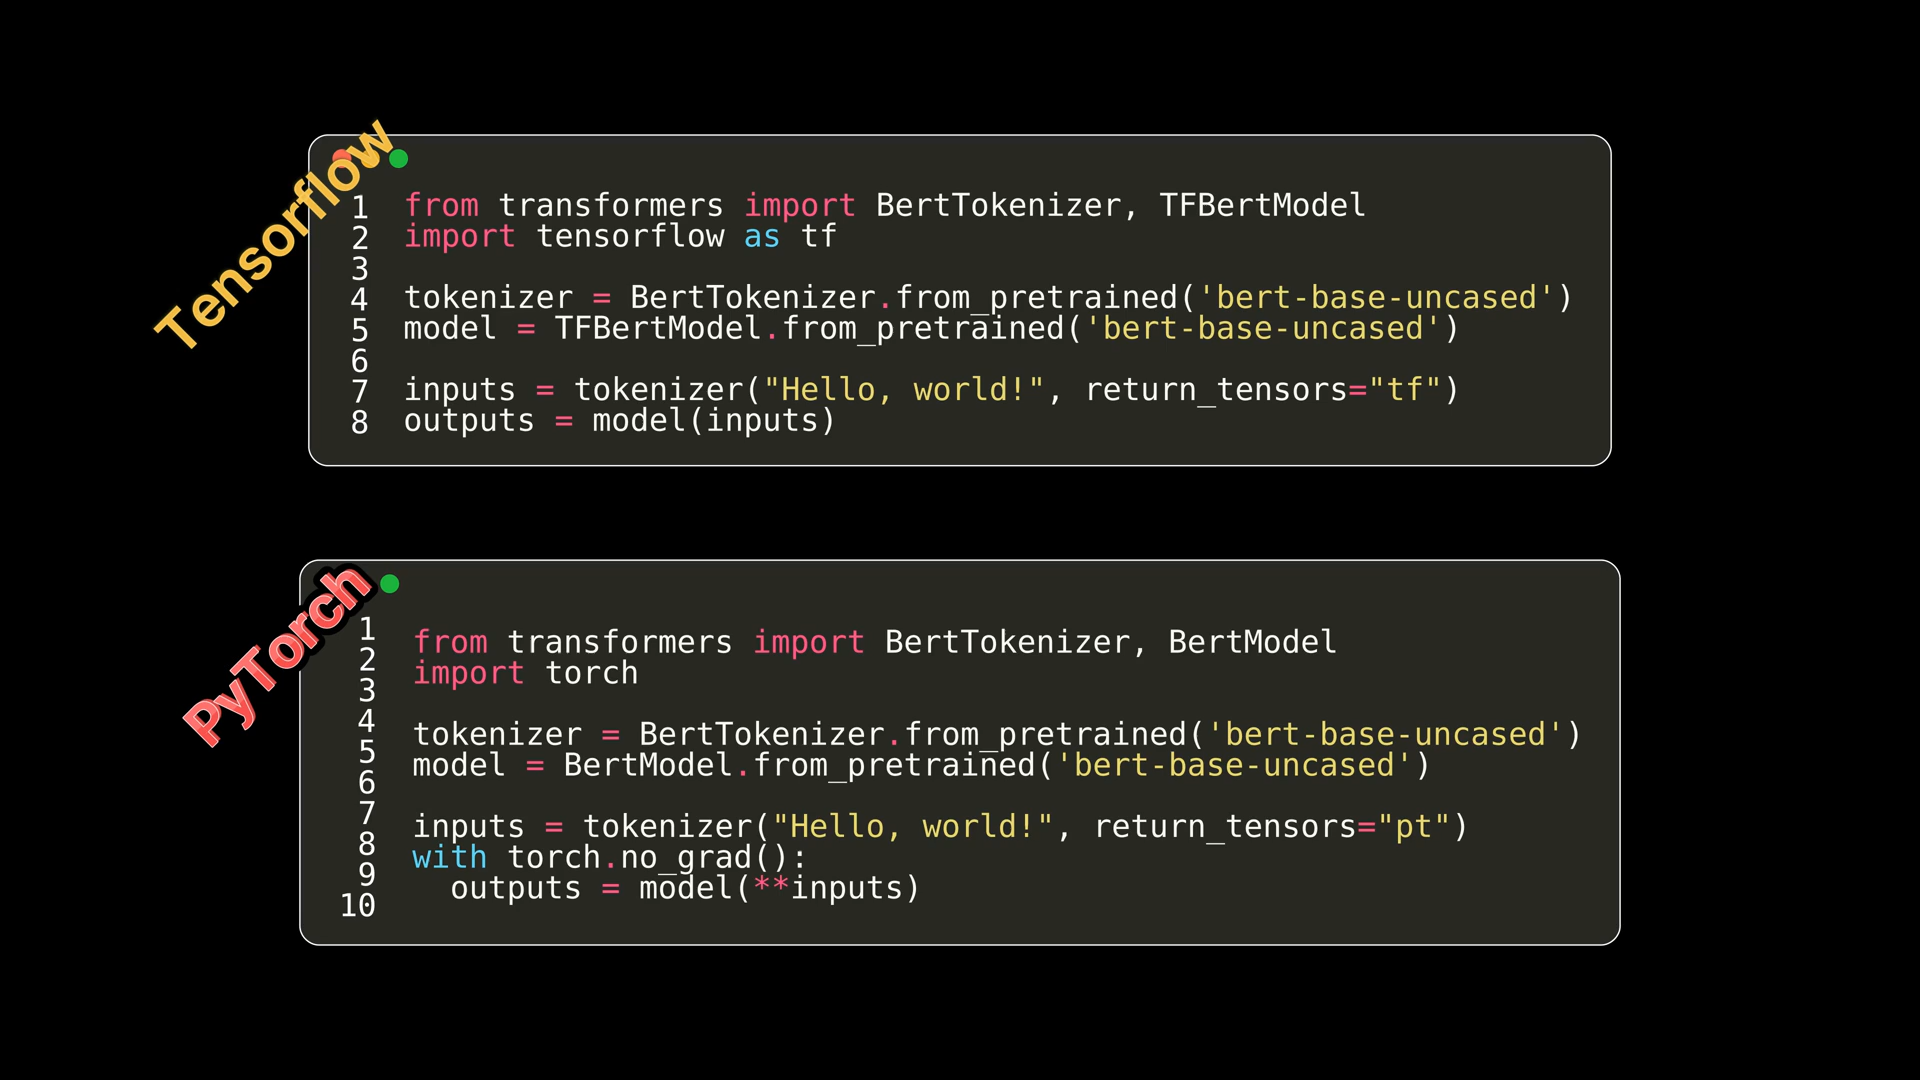 Tensorflow
1 from transformers import BertTokenizer, TFBertModel
2 import tensorflow as tf
3
4 tokenizer = BertTokenizer.from_pretrained('bert-base-uncased')
5 model = TFBertModel.from_pretrained('bert-base-uncased')
6
7 inputs = tokenizer("Hello, world!", return_tensors="tf")
8 outputs = model(inputs)
PyTorch
1 from transformers import BertTokenizer, BertModel
2 import torch
3
4 tokenizer = BertTokenizer.from_pretrained('bert-base-uncased')
5 model = BertModel.from_pretrained('bert-base-uncased')
6
7 inputs = tokenizer("Hello, world!", return_tensors="pt")
8 with torch.no_grad():
9   outputs = model(**inputs)
10